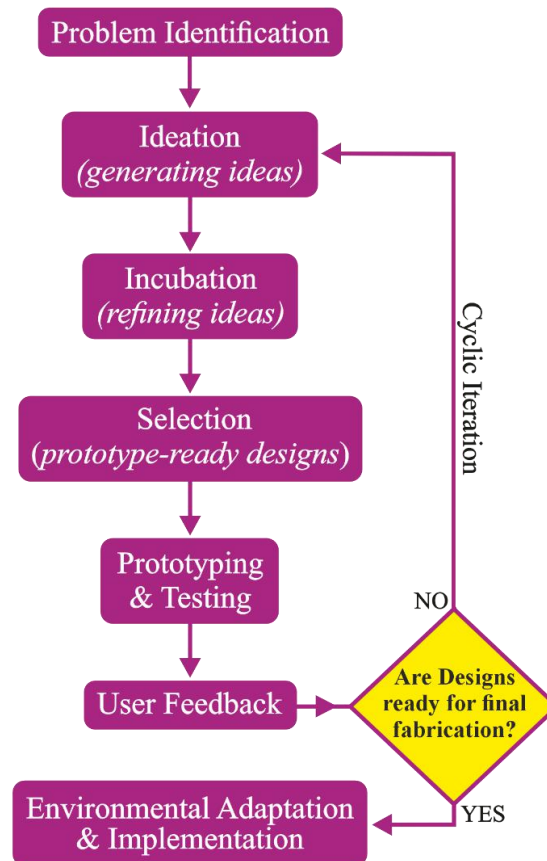 Problem Identification
Ideation
(generating ideas)
Incubation
(refining ideas)
Selection
(prototype-ready designs)
Prototyping
& Testing
User Feedback
Are Designs
ready for final
fabrication?
NO
Cyclic Iteration
YES
Environmental Adaptation
& Implementation